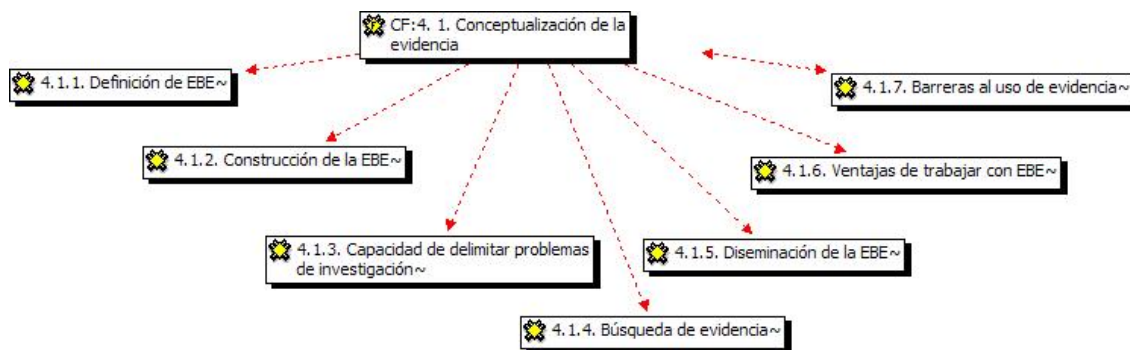 CF:4. 1. Conceptualización de la
evidencia
4.1.1. Definición de EBE~
4.1.7. Barreras al uso de evidencia~
4.1.2. Construcción de la EBE~
4.1.6. Ventajas de trabajar con EBE~
4.1.3. Capacidad de delimitar problemas
de investigación~
4.1.5. Diseminación de la EBE~
4.1.4. Búsqueda de evidencia~